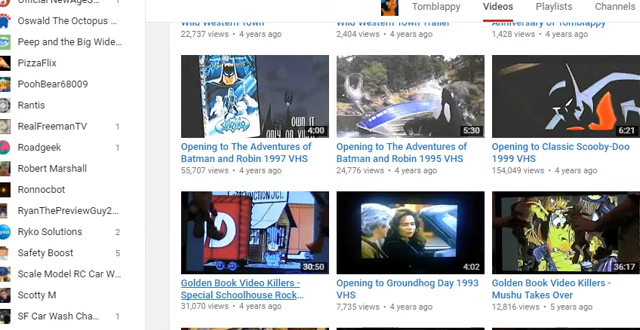 Oswald The Octopus ...
Peep and the Big Wide...
PizzaFlix
PoohBear68009
Rantis
RealFreemanTV 1
Roadgeek 1
Robert Marshall
Ronnocbot
RyanThePreviewGuy2...
Ryko Solutions 2
Safety Boost 5
Scale Model RC Car W...
Scotty M
SF Car Wash Cha... 1
Tomblappy Videos Playlists Channels
Wild Western Town
22,737 views • 4 years ago
Wild Western Town Trailer
2,404 views • 4 years ago
Anniversary of Tomblappy
1,428 views • 4 years ago
OWN IT
4:00
Opening to The Adventures of
Batman and Robin 1997 VHS
55,707 views • 4 years ago
5:30
Opening to The Adventures of
Batman and Robin 1995 VHS
24,776 views • 4 years ago
6:21
Opening to Classic Scooby-Doo
1999 VHS
154,049 views • 4 years ago
30:50
Golden Book Video Killers -
Special Schoolhouse Rock...
31,070 views • 4 years ago
4:02
Opening to Groundhog Day 1993
VHS
7,735 views • 4 years ago
36:17
Golden Book Video Killers -
Mushu Takes Over
12,816 views • 5 years ago